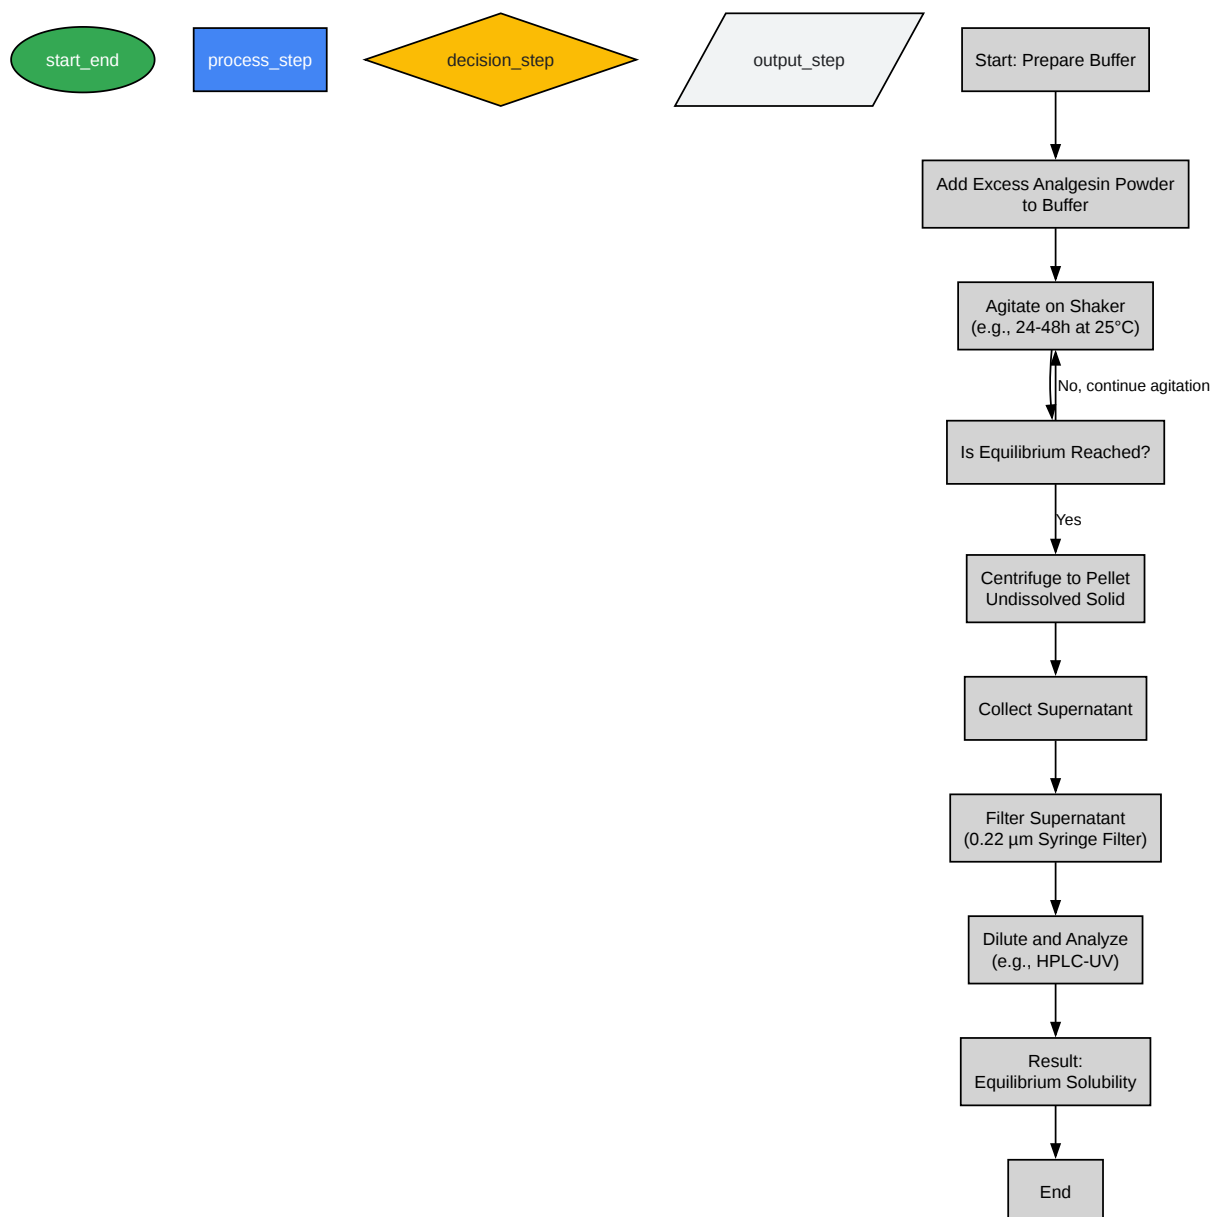 start_end
process_step
decision_step
output_step
Start: Prepare Buffer
Add Excess Analgesin Powder
to Buffer
Agitate on Shaker
(e.g., 24-48h at 25°C)
No, continue agitation
Is Equilibrium Reached?
Yes
Centrifuge to Pellet
Undissolved Solid
Collect Supernatant
Filter Supernatant
(0.22 µm Syringe Filter)
Dilute and Analyze
(e.g., HPLC-UV)
Result:
Equilibrium Solubility
End